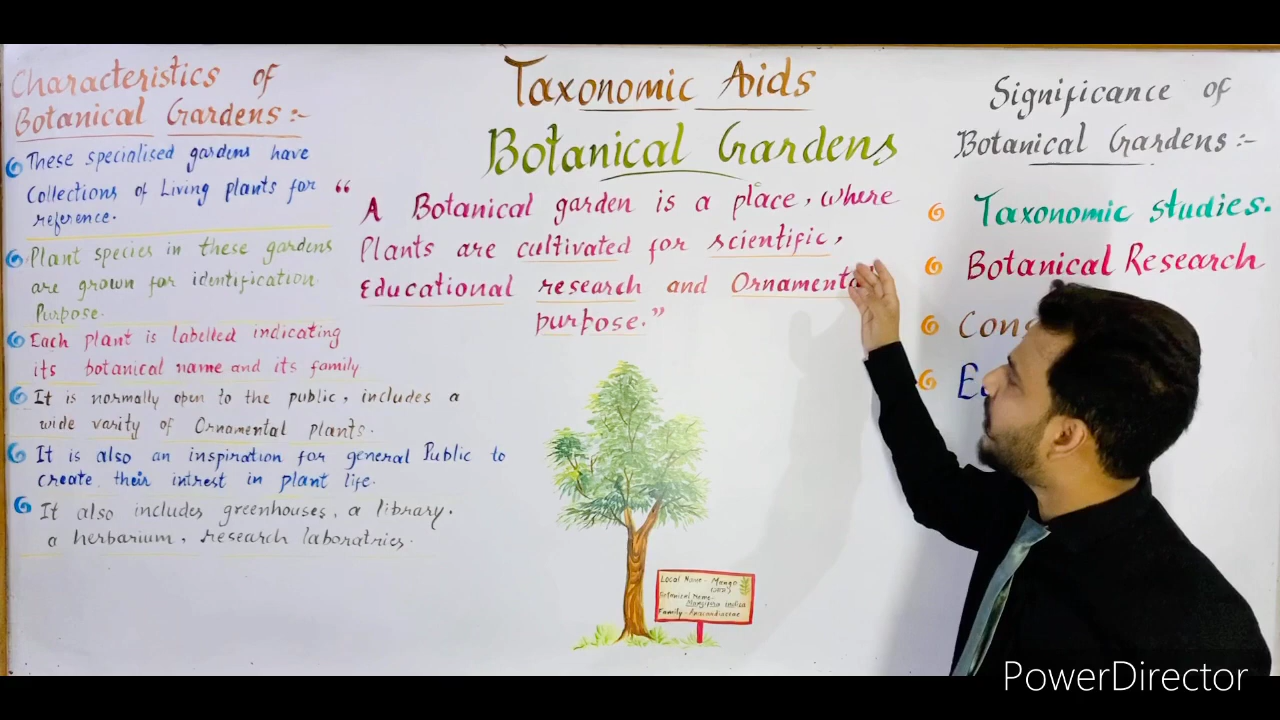 Characteristics of
Botanical Gardens:-
These specialised gardens have
Collections of Living plants for
reference.
Plant species in these gardens
are grown for identification
Purpose.
Each plant is labelled indicating
its botanical name and its family
It is normally open to the public, includes a
wide varity of Ornamental plants.
It is also an inspiration for general Public to
create their intrest in plant life.
It also includes greenhouses, a library.
a herbarium, research laboratries.
Taxonomic Aids
Botanical Gardens
“A Botanical garden is a place, where
Plants are cultivated for scientific,
Educational research and Ornamenta
purpose.”
Local Name:- Mango
Botanical Name:-
Mangifera indica
Family:- Anacardiaceae
Significance of
Botanical Gardens:-
Taxonomic studies.
Botanical Research
Cons
PowerDirector